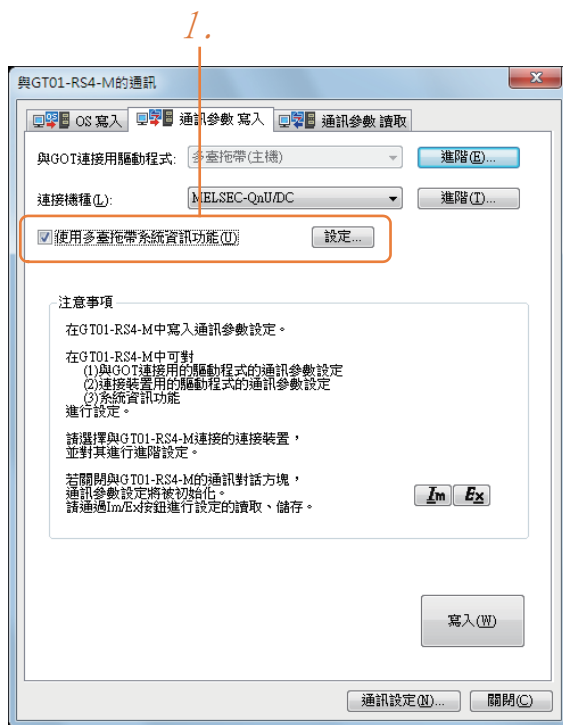 1.
與GT01-RS4-M的通訊
OS 寫入 通訊參數 寫入 通訊參數 讀取
與GOT連接用驅動程式: 多臺拖帶(主機) 進階(E)...
連接機種(L): MELSEC-QnU/DC 進階(T)...
使用多臺拖帶系統資訊功能(U) 設定...
注意事項
在GT01-RS4-M中寫入通訊參數設定。
在GT01-RS4-M中可對
(1)與GOT連接用的驅動程式的通訊參數設定
(2)連接裝置用的驅動程式的通訊參數設定
(3)系統資訊功能
進行設定。
請選擇與GT01-RS4-M連接的連接裝置，
並對其進行進階設定。
若關閉與GT01-RS4-M的通訊對話方塊，
通訊參數設定將被初始化。
請通過Im/Ex按鈕進行設定的讀取、儲存。
Im Ex
寫入(W)
通訊設定(N)... 關閉(C)